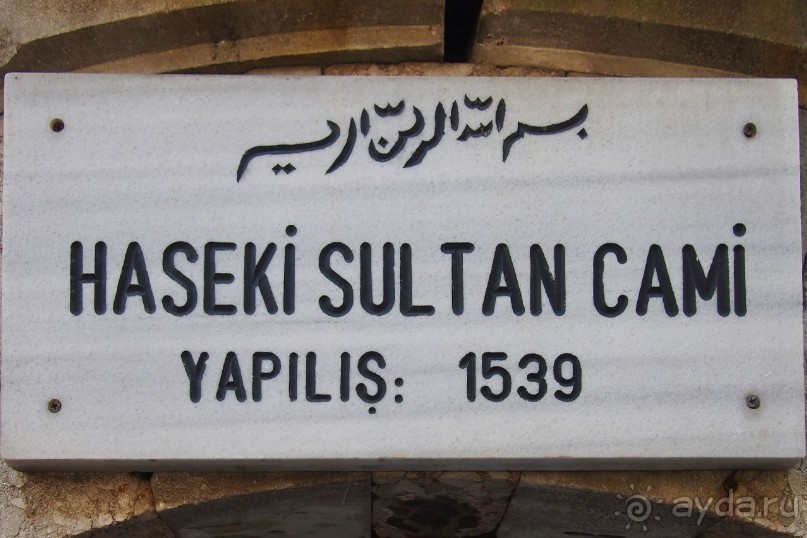 بسم الله الرحمن الرحيم
HASEKİ SULTAN CAMİ
YAPILIŞ: 1539
ayda.ru